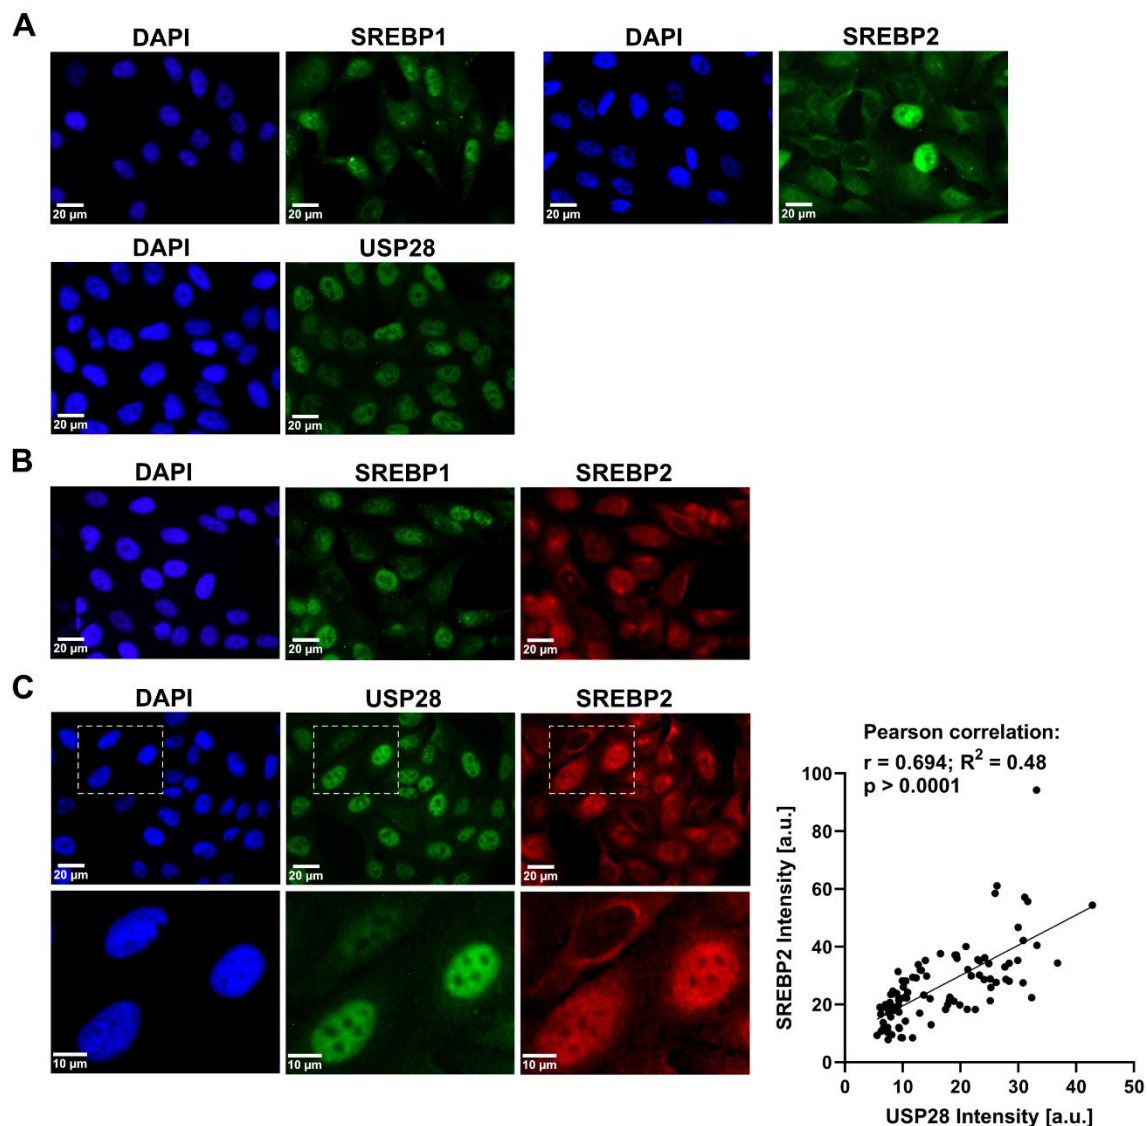 A
DAPI
SREBP1
DAPI
SREBP2
20 µm
20 µm
20 µm
20 µm
DAPI
USP28
20 µm
20 µm
B
DAPI
SREBP1
SREBP2
20 µm
20 µm
20 µm
C
DAPI
USP28
SREBP2
20 µm
20 µm
20 µm
10 µm
10 µm
10 µm
Pearson correlation:
r = 0.694; R² = 0.48
p > 0.0001
SREBP2 Intensity [a.u.]
100
80
60
40
20
0
0 10 20 30 40 50
USP28 Intensity [a.u.]